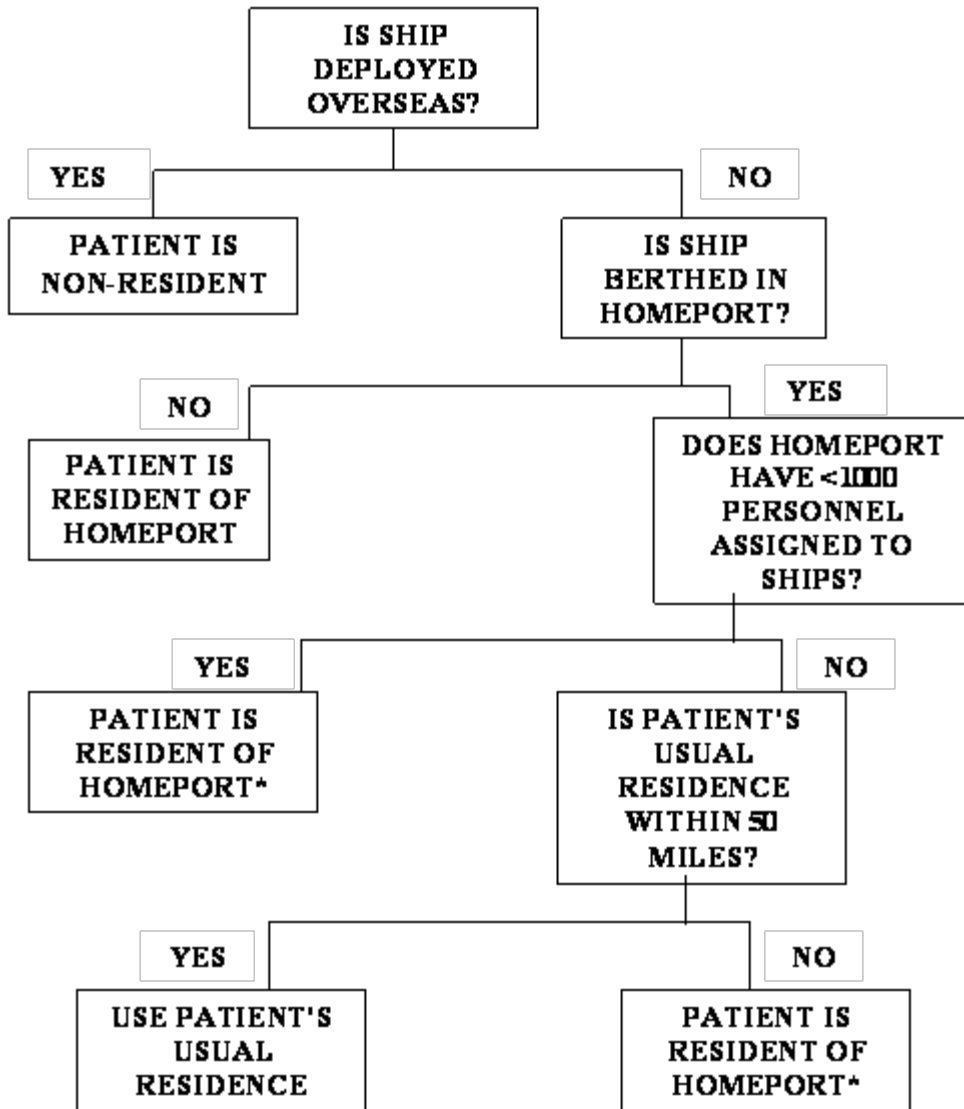 IS SHIP
DEPLOYED
OVERSEAS?
YES
NO
PATIENT IS
NON-RESIDENT
IS SHIP
BERTHED IN
HOMEPORT?
NO
YES
PATIENT IS
RESIDENT OF
HOMEPORT
DOES HOMEPORT
HAVE <1000
PERSONNEL
ASSIGNED TO
SHIPS?
YES
NO
PATIENT IS
RESIDENT OF
HOMEPORT*
IS PATIENT'S
USUAL
RESIDENCE
WITHIN 50
MILES?
YES
NO
USE PATIENT'S
USUAL
RESIDENCE
PATIENT IS
RESIDENT OF
HOMEPORT*